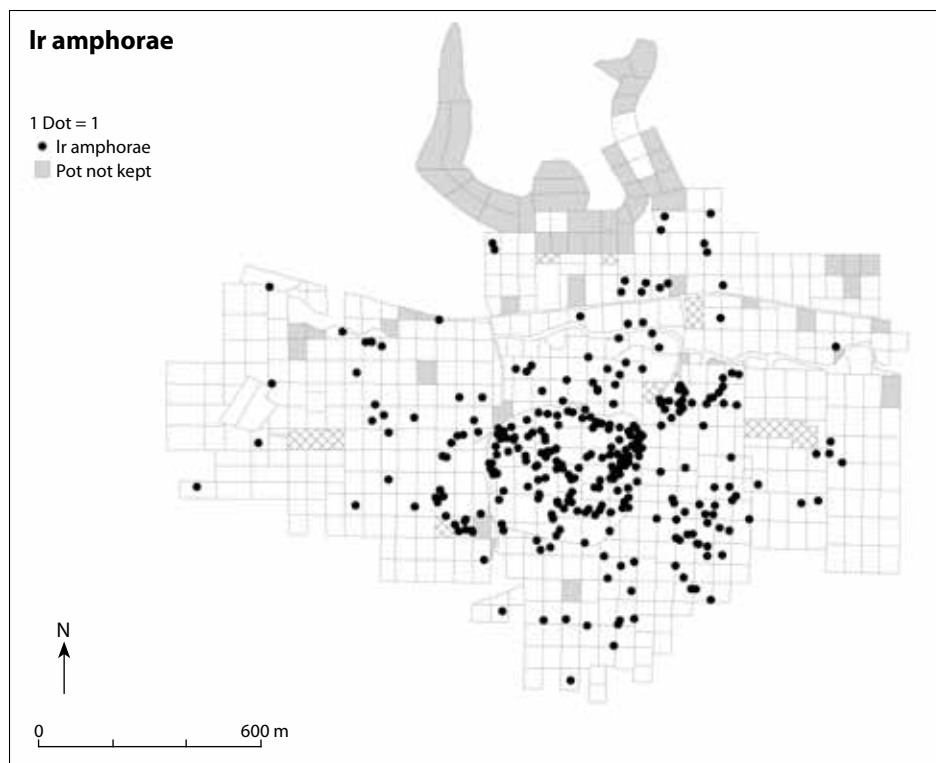 Ir amphorae
1 Dot = 1
Ir amphorae
Pot not kept
N
0 600 m